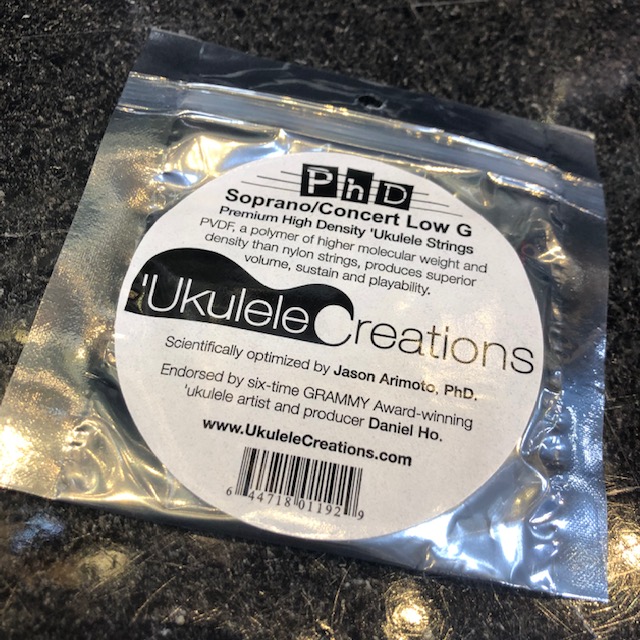 PhD
Soprano/Concert Low G
Premium High Density 'Ukulele Strings
PVDF, a polymer of higher molecular weight and
density than nylon strings, produces superior
volume, sustain and playability.
'UkuleleCreations
Scientifically optimized by Jason Arimoto, PhD.
Endorsed by six-time GRAMMY Award-winning
'ukulele artist and producer Daniel Ho.
www.UkuleleCreations.com
6 44718 01192 9